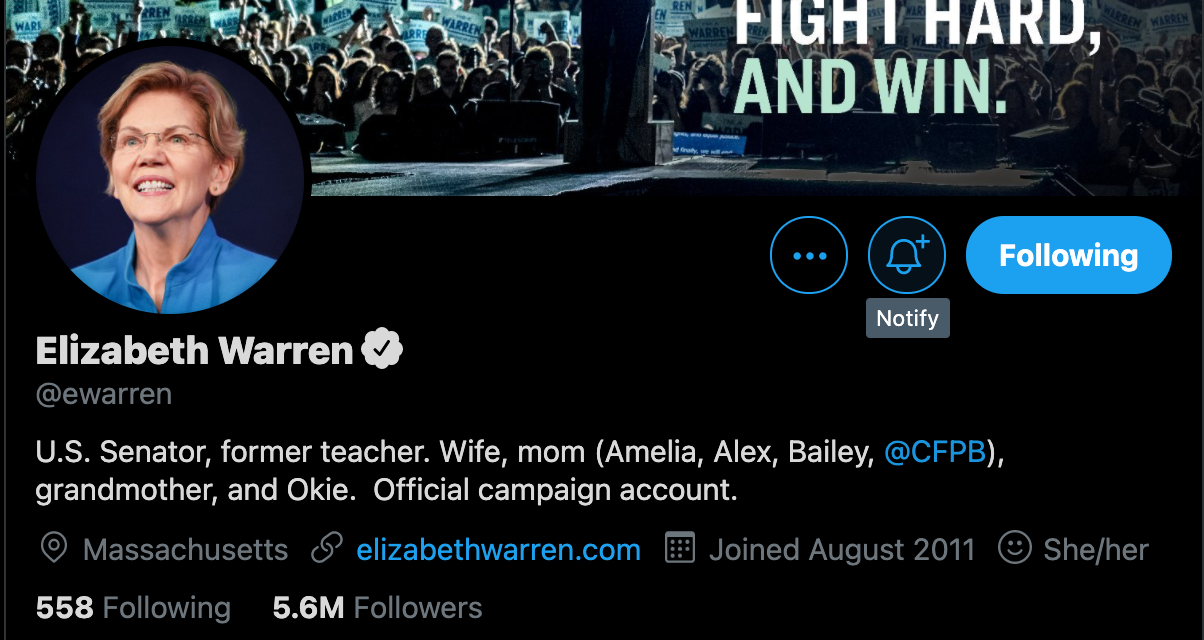 FIGHT HARD,
AND WIN.
Following
Notify
Elizabeth Warren
@ewarren
U.S. Senator, former teacher. Wife, mom (Amelia, Alex, Bailey, @CFPB),
grandmother, and Okie.  Official campaign account.
Massachusetts elizabethwarren.com Joined August 2011 She/her
558 Following 5.6M Followers